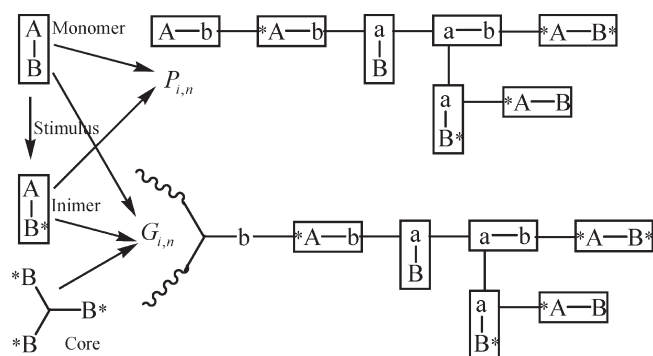 A Monomer
B
Stimulus
A Inimer
B*
*B
B*
*B
Core
P_{i,n}
G_{i,n}
A—b *A—b a a—b *A—B*
B
a *A—B
B*
b *A—b a a—b *A—B*
B
a *A—B
B*